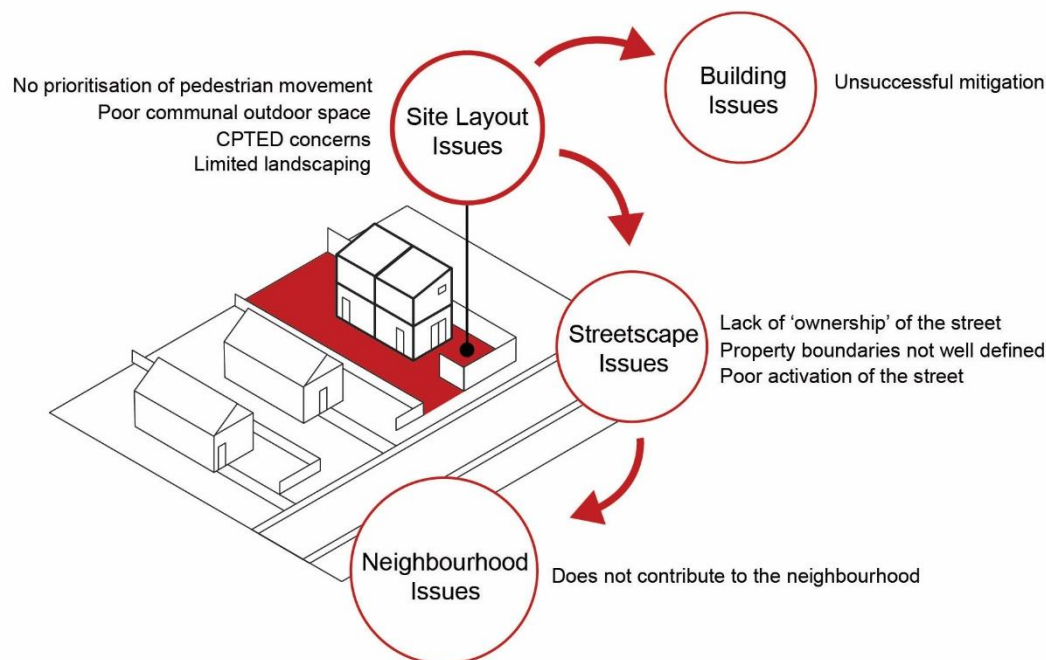 No prioritisation of pedestrian movement
Poor communal outdoor space
CPTED concerns
Limited landscaping
Site Layout
Issues
Building
Issues
Unsuccessful mitigation
Streetscape
Issues
Lack of ‘ownership’ of the street
Property boundaries not well defined
Poor activation of the street
Neighbourhood
Issues
Does not contribute to the neighbourhood